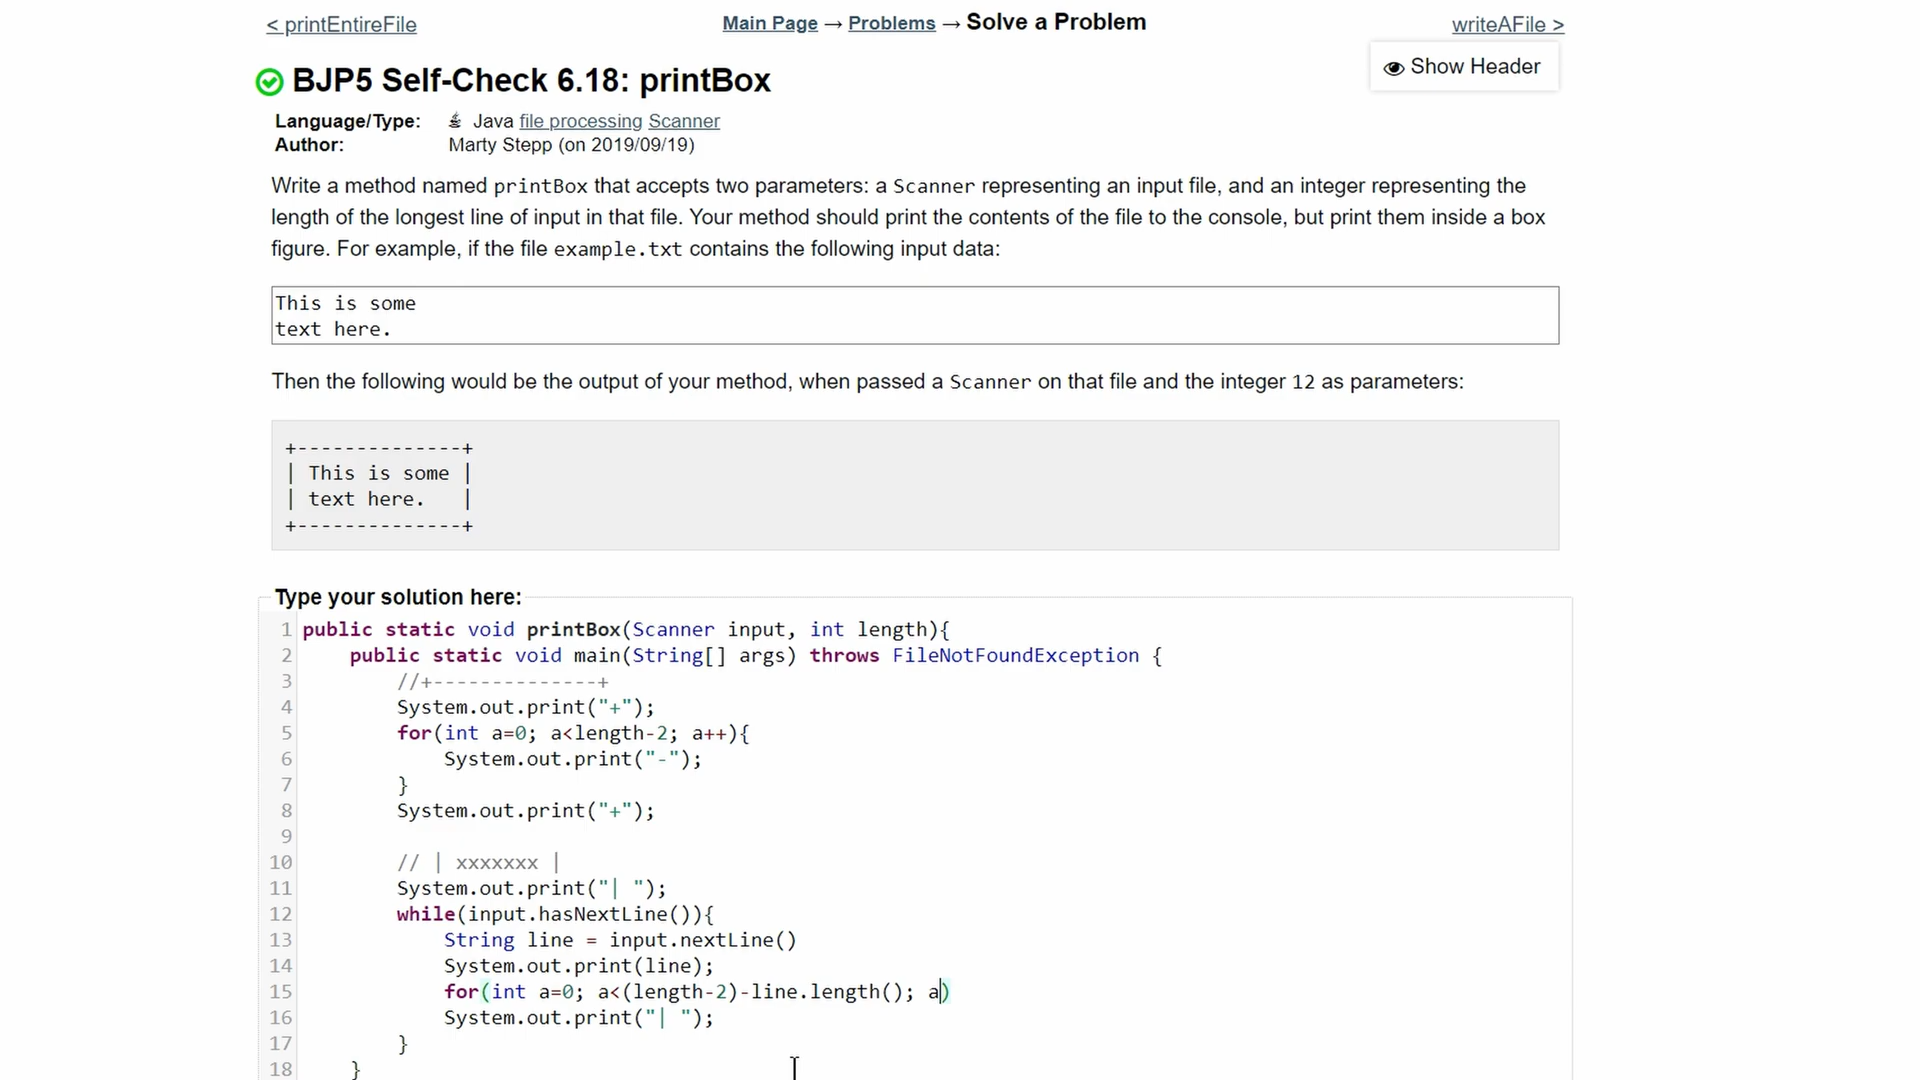 < printEntireFile
Main Page → Problems → Solve a Problem
writeAFile >
Show Header
BJP5 Self-Check 6.18: printBox
Language/Type: Java file processing Scanner
Author: Marty Stepp (on 2019/09/19)
Write a method named printBox that accepts two parameters: a Scanner representing an input file, and an integer representing the
length of the longest line of input in that file. Your method should print the contents of the file to the console, but print them inside a box
figure. For example, if the file example.txt contains the following input data:
This is some
text here.
Then the following would be the output of your method, when passed a Scanner on that file and the integer 12 as parameters:
+--------------+
| This is some |
| text here.   |
+--------------+
Type your solution here:
1 public static void printBox(Scanner input, int length){
2     public static void main(String[] args) throws FileNotFoundException {
3         //+--------------+
4         System.out.print("+");
5         for(int a=0; a<length-2; a++){
6             System.out.print("-");
7         }
8         System.out.print("+");
9
10         // | xxxxxxx |
11         System.out.print("| ");
12         while(input.hasNextLine()){
13             String line = input.nextLine()
14             System.out.print(line);
15             for(int a=0; a<(length-2)-line.length(); a)
16             System.out.print("| ");
17         }
18     }